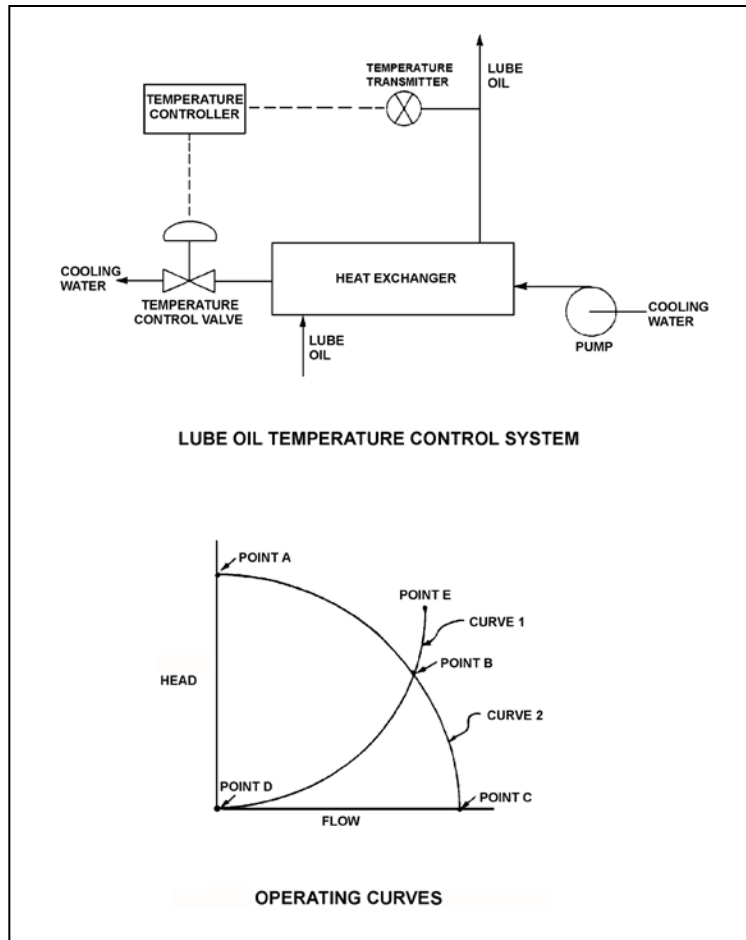 TEMPERATURE
TRANSMITTER
LUBE
OIL
TEMPERATURE
CONTROLLER
COOLING
WATER
TEMPERATURE
CONTROL VALVE
HEAT EXCHANGER
COOLING
WATER
PUMP
LUBE
OIL
LUBE OIL TEMPERATURE CONTROL SYSTEM
POINT A
POINT E
CURVE 1
POINT B
HEAD
CURVE 2
POINT D
POINT C
FLOW
OPERATING CURVES